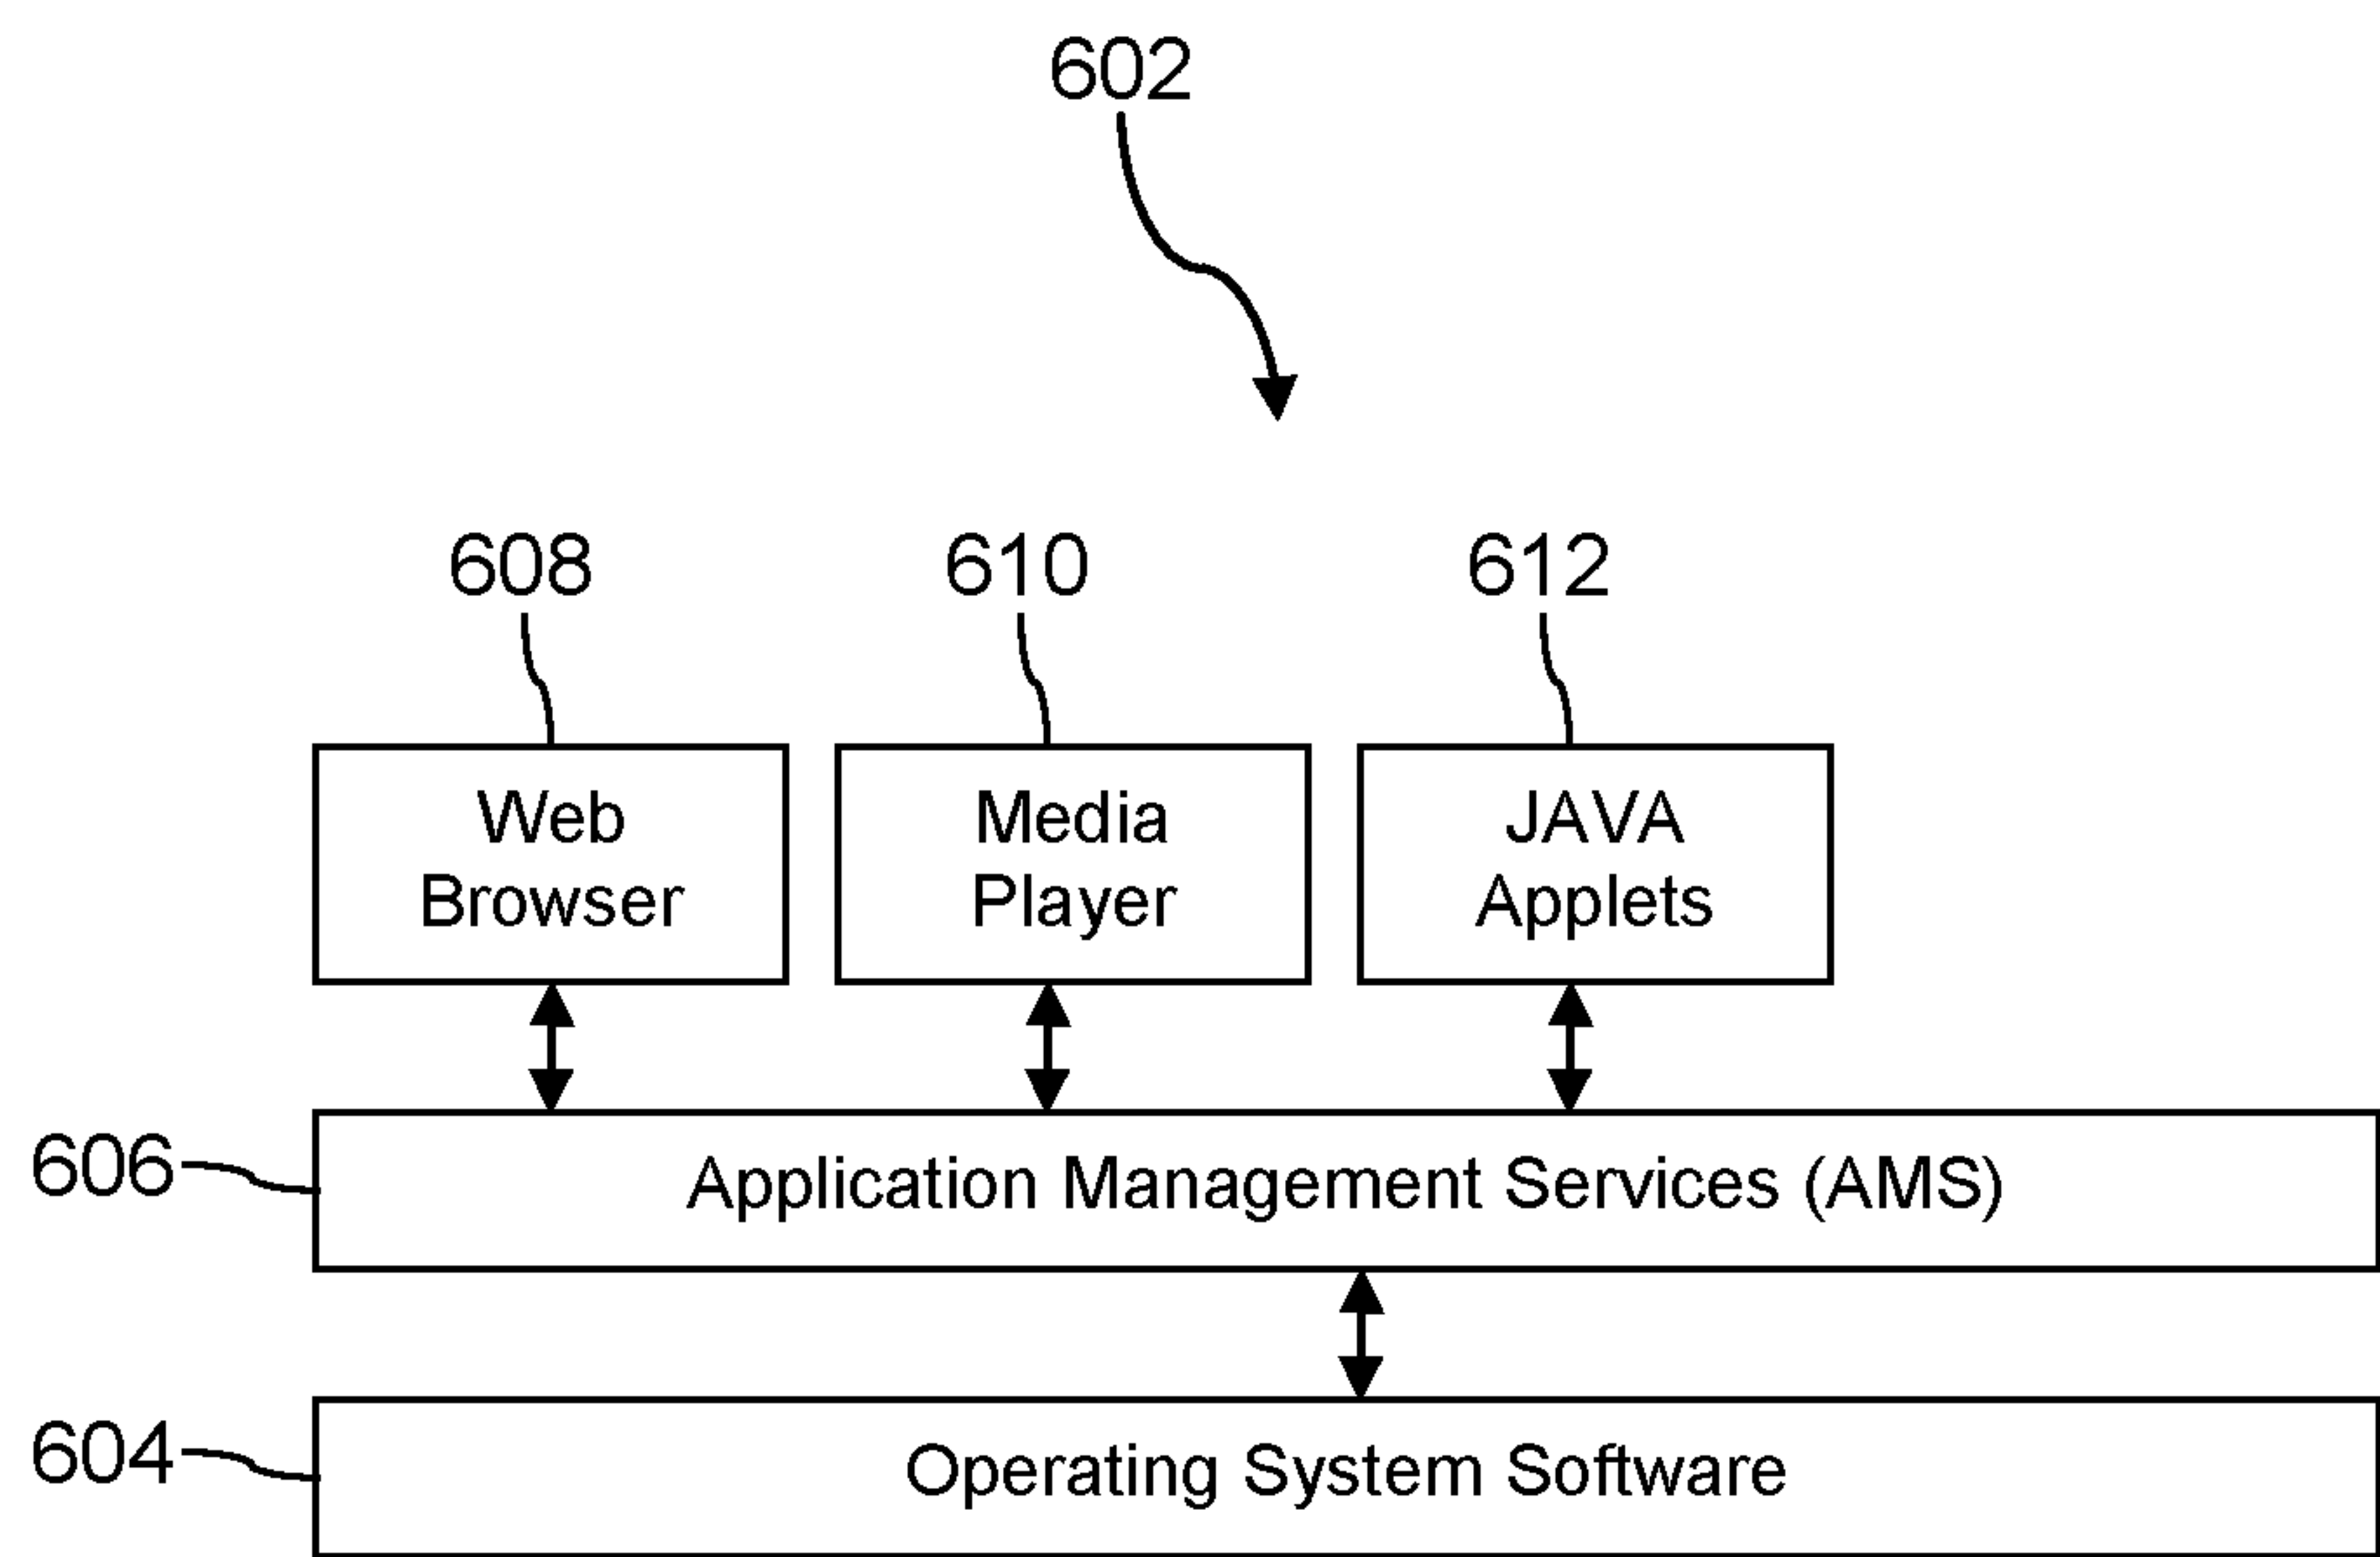 602
608
610
612
Web
Browser
Media
Player
JAVA
Applets
606
Application Management Services (AMS)
604
Operating System Software